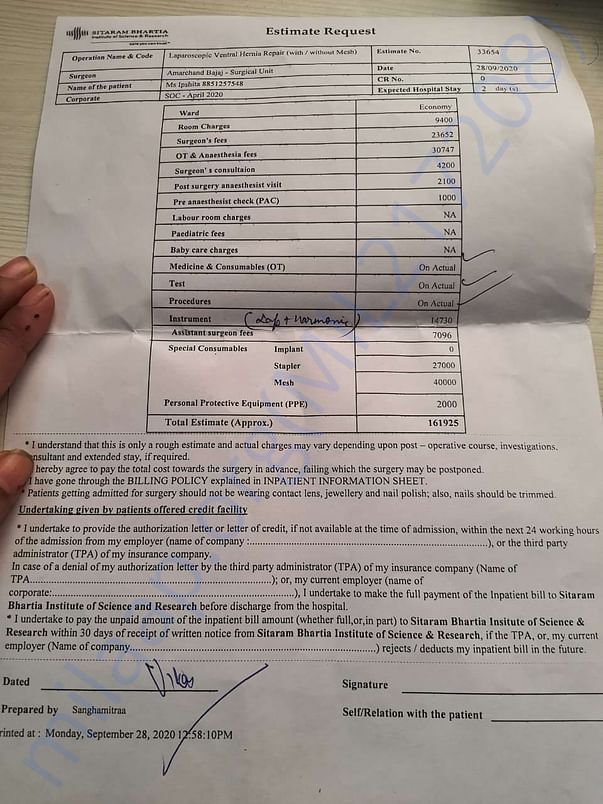 SITARAM BHARTIA
Institute of Science & Research
Estimate Request
Operation Name & Code Laparoscopic Ventral Hernia Repair (with / without Mesh) Estimate No. 33654
Surgeon Amarchand Bajaj - Surgical Unit Date 28/09/2020
Name of the patient Ms Ipshita 8851257548 CR No. 0
Corporate SOC - April 2020 Expected Hospital Stay 2 day (s)
Ward Economy
Room Charges 9400
Surgeon's fees 23652
OT & Anaesthesia fees 30747
Surgeon' s consultaion 4200
Post surgery anaesthesist visit 2100
Pre anaesthesist check (PAC) 1000
Labour room charges NA
Paediatric fees NA
Baby care charges NA
Medicine & Consumables (OT) On Actual
Test On Actual
Procedures On Actual
Instrument (Lap + Harmonic) 14730
Assistant surgeon fees 7096
Special Consumables Implant 0
Stapler 27000
Mesh 40000
Personal Protective Equipment (PPE) 2000
Total Estimate (Approx.) 161925
* I understand that this is only a rough estimate and actual charges may vary depending upon post – operative course, investigations,
onsultant and extended stay, if required.
hereby agree to pay the total cost towards the surgery in advance, failing which the surgery may be postponed.
I have gone through the BILLING POLICY explained in INPATIENT INFORMATION SHEET.
* Patients getting admitted for surgery should not be wearing contact lens, jewellery and nail polish; also, nails should be trimmed.
Undertaking given by patients offered credit facility
* I undertake to provide the authorization letter or letter of credit, if not available at the time of admission, within the next 24 working hours
of the admission from my employer (name of company :..........................................................), or the third party
administrator (TPA) of my insurance company.
In case of a denial of my authorization letter by the third party administrator (TPA) of my insurance company (Name of
TPA..........................................................); or, my current employer (name of
corporate:..........................................................), I undertake to make the full payment of the Inpatient bill to Sitaram
Bhartia Institute of Science and Research before discharge from the hospital.
* I undertake to pay the unpaid amount of the inpatient bill amount (whether full,or,in part) to Sitaram Bhartia Insitute of Science &
Research within 30 days of receipt of written notice from Sitaram Bhartia Institute of Science & Research, if the TPA, or, my current
employer (Name of company..........................................................) rejects / deducts my inpatient bill in the future.
Dated Vikas Signature
Prepared by Sanghamitraa Self/Relation with the patient
rinted at : Monday, September 28, 2020 12:58:10PM